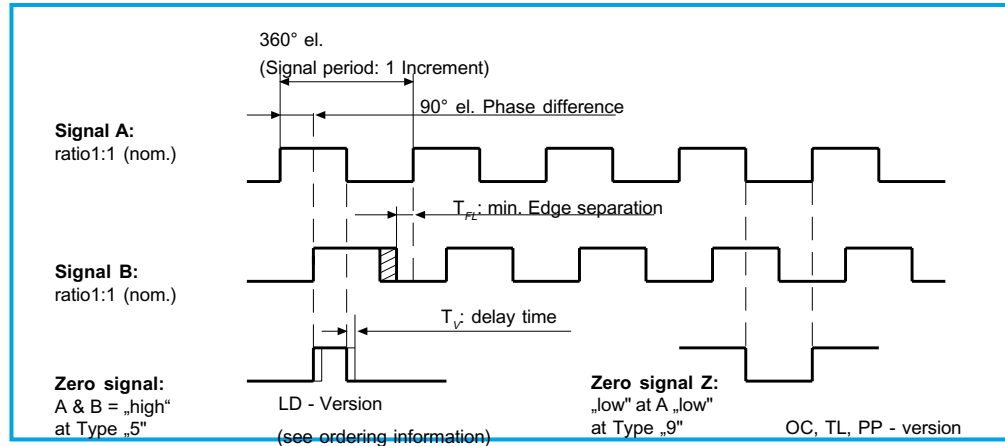 360° el.
(Signal period: 1 Increment)
90° el. Phase difference
Signal A:
ratio1:1 (nom.)
T_FL: min. Edge separation
Signal B:
ratio1:1 (nom.)
T_V: delay time
Zero signal:
A & B = „high“
at Type „5"
LD - Version
(see ordering information)
Zero signal Z:
„low" at A „low"
at Type „9"
OC, TL, PP - version